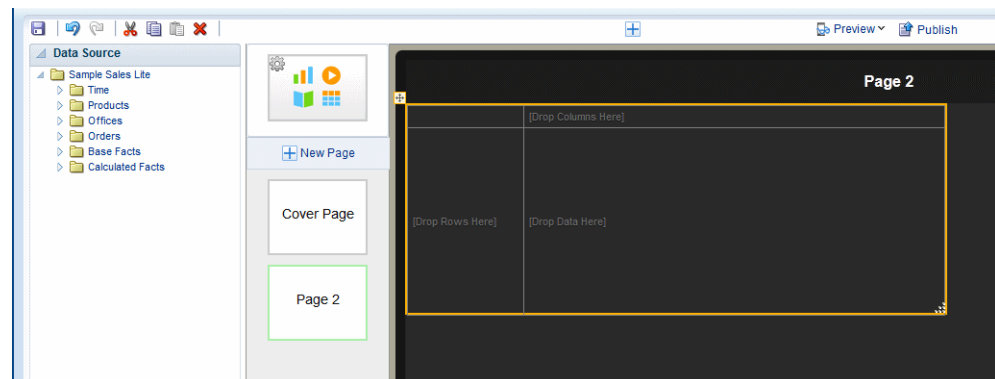 Preview
Publish
Data Source
Sample Sales Lite
Time
Products
Offices
Orders
Base Facts
Calculated Facts
New Page
Cover Page
Page 2
Page 2
[Drop Columns Here]
[Drop Rows Here]
[Drop Data Here]